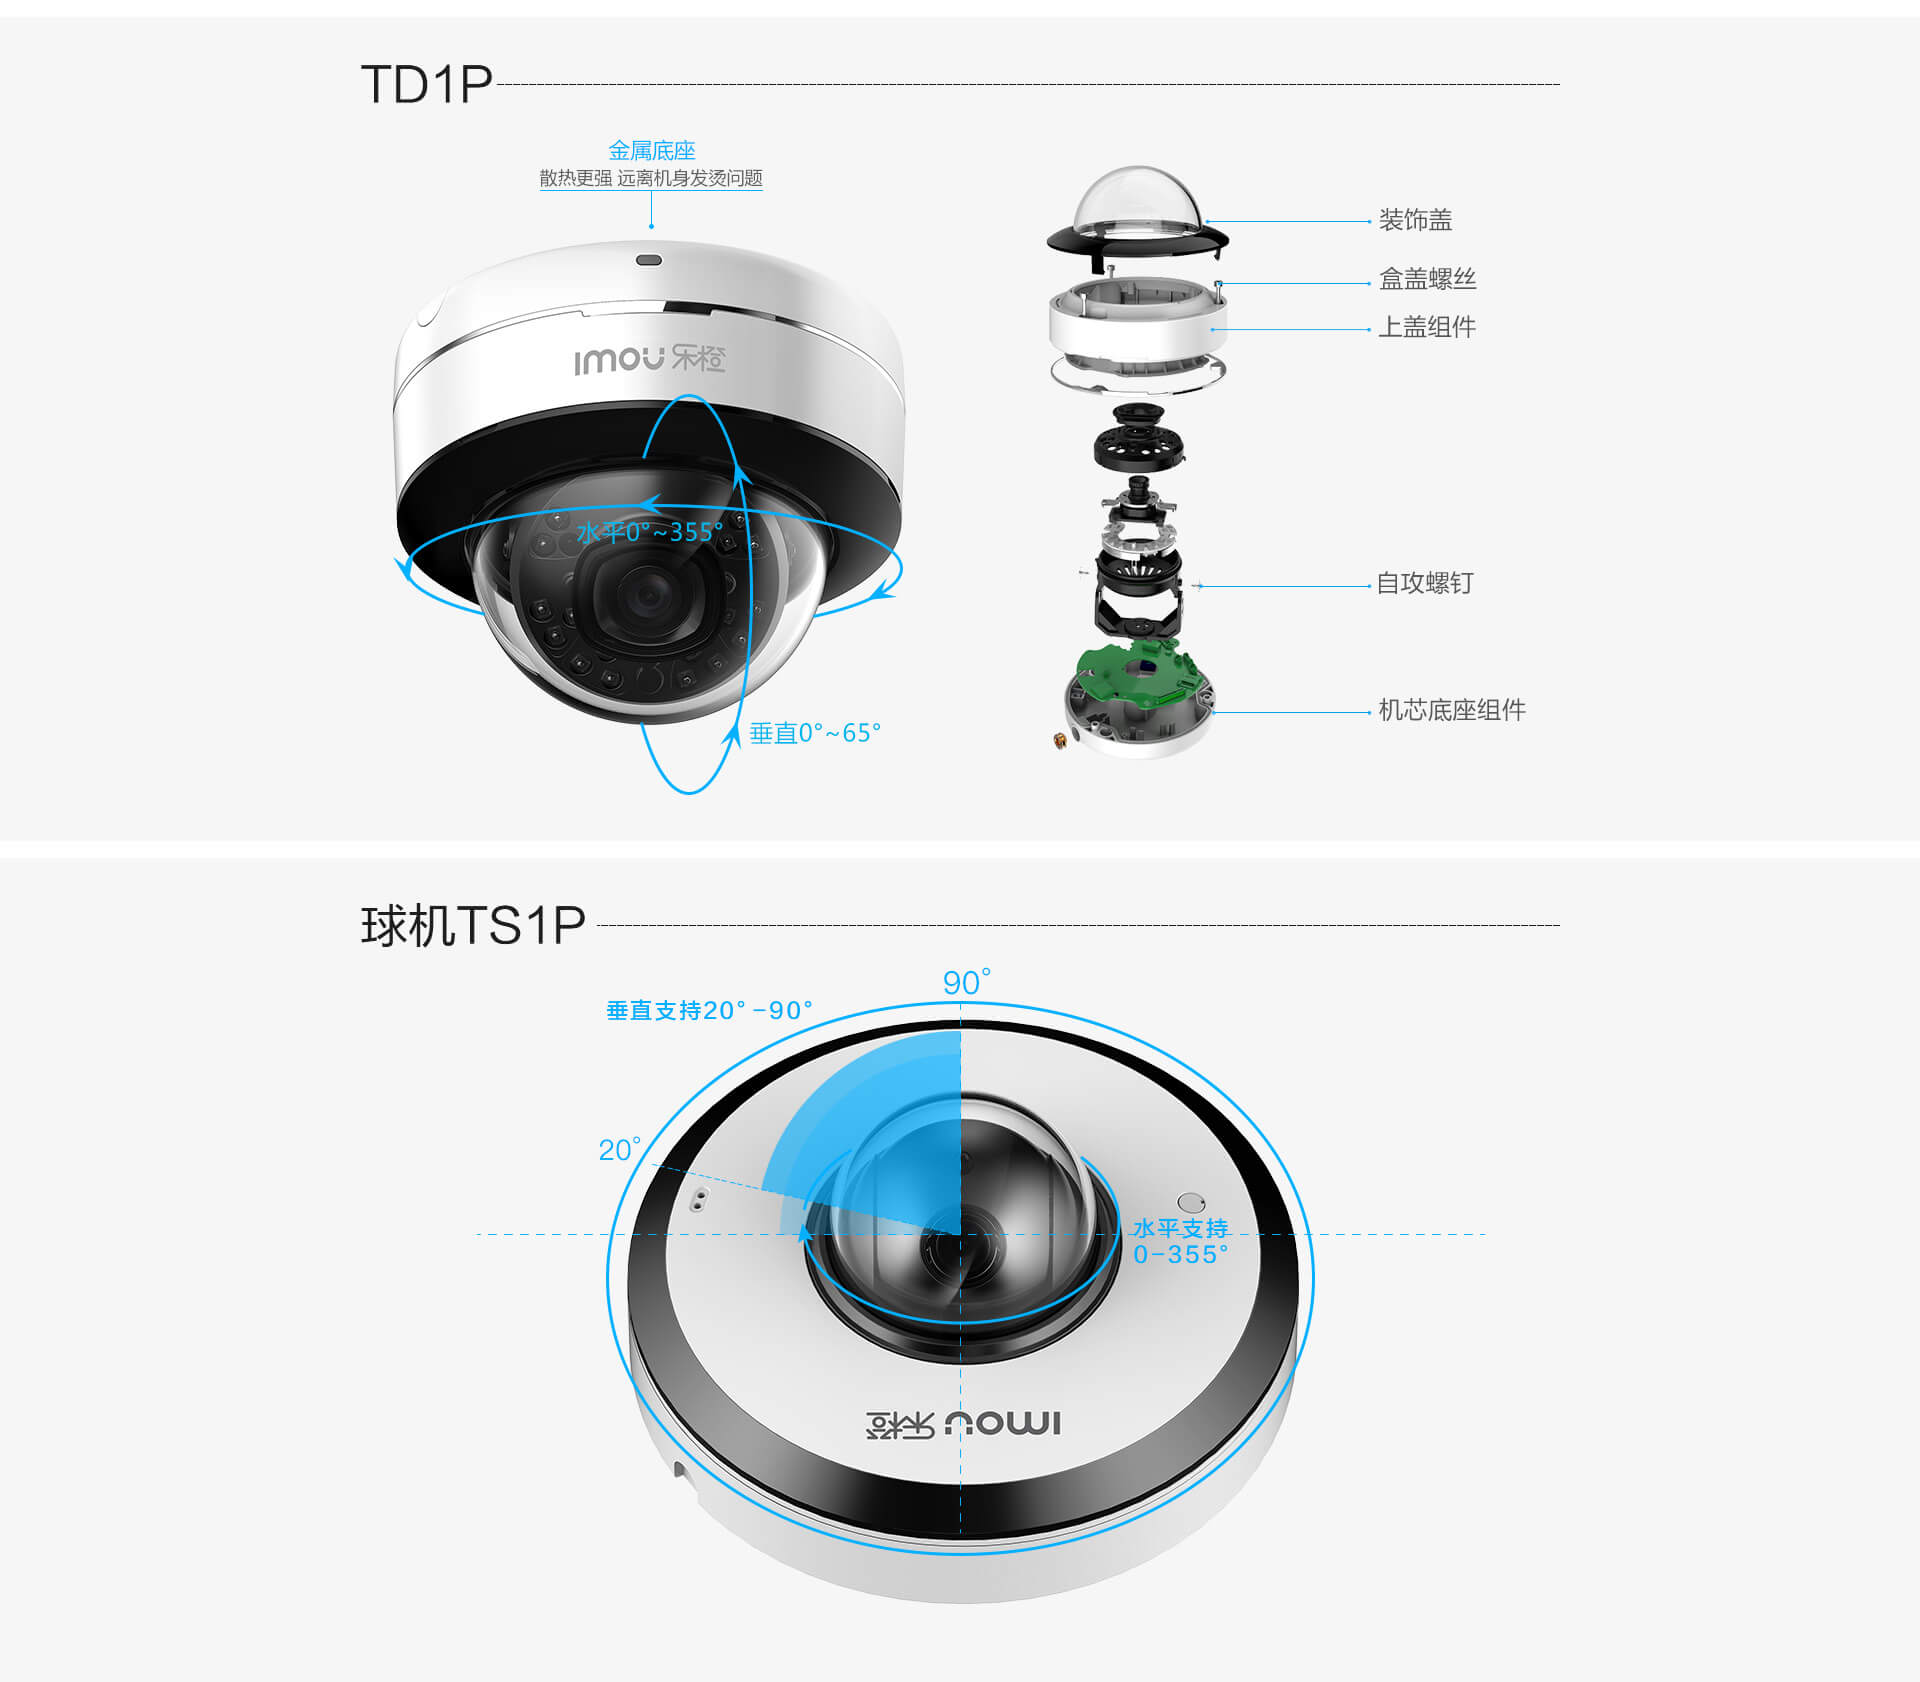 TD1P
金属底座
散热更强 远离机身发烫问题
imou 乐橙
水平0°~355°
垂直0°~65°
装饰盖
盒盖螺丝
上盖组件
自攻螺钉
机芯底座组件
球机TS1P
90°
垂直支持20°-90°
20°
水平支持
0-355°
imou 乐橙